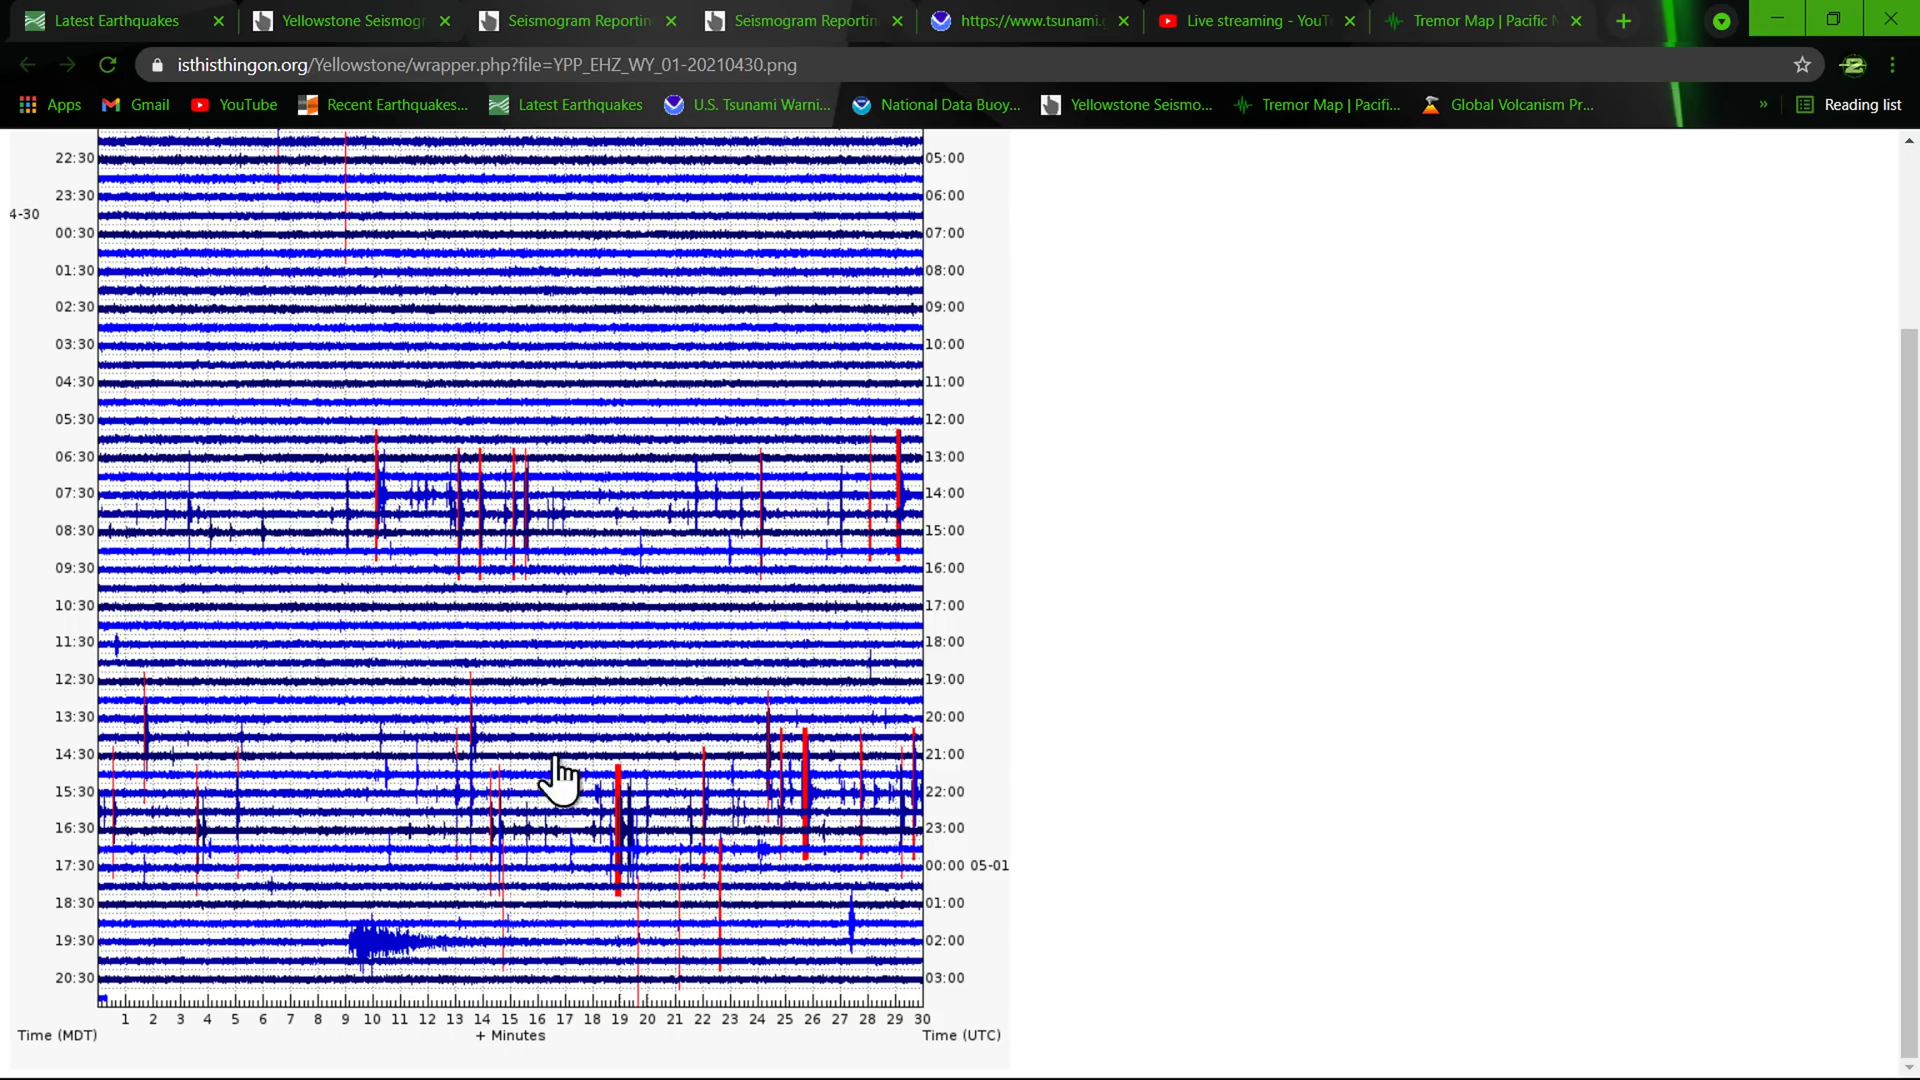 Latest Earthquakes
Yellowstone Seismogr
Seismogram Reportin
Seismogram Reportin
https://www.tsunami.
Live streaming - YouT
Tremor Map | Pacific N
isthisthingon.org/Yellowstone/wrapper.php?file=YPP_EHZ_WY_01-20210430.png
Apps
Gmail
YouTube
Recent Earthquakes...
Latest Earthquakes
U.S. Tsunami Warni...
National Data Buoy...
Yellowstone Seismo...
Tremor Map | Pacifi...
Global Volcanism Pr...
»
Reading list
22:30 05:00
23:30 06:00
4-30
00:30 07:00
01:30 08:00
02:30 09:00
03:30 10:00
04:30 11:00
05:30 12:00
06:30 13:00
07:30 14:00
08:30 15:00
09:30 16:00
10:30 17:00
11:30 18:00
12:30 19:00
13:30 20:00
14:30 21:00
15:30 22:00
16:30 23:00
17:30 00:00 05-01
18:30 01:00
19:30 02:00
20:30 03:00
1 2 3 4 5 6 7 8 9 10 11 12 13 14 15 16 17 18 19 20 21 22 23 24 25 26 27 28 29 30
Time (MDT) + Minutes Time (UTC)